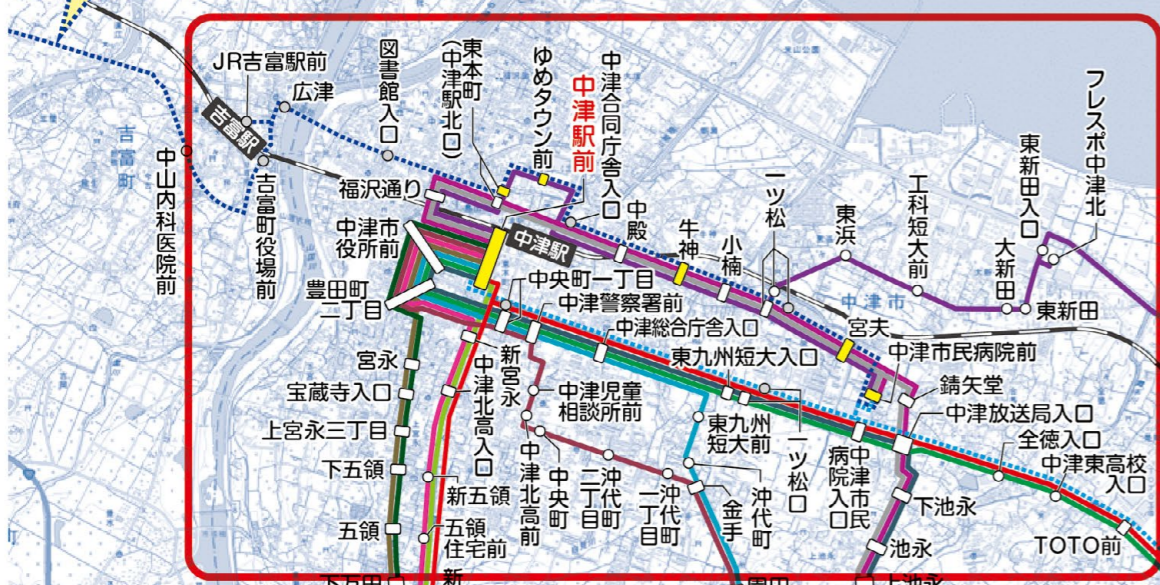 JR吉富駅前
広津
吉富駅
吉富町
中山内科医院前
吉富町役場前
図書館入口
東本町
(中津駅北口)
ゆめタウン前
中津駅前
中津合同庁舎入口
福沢通り
中津市
役所前
豊田町
二丁目
中津駅
中殿
牛神
小楠
一ツ松
東浜
工科短大前
大新田
東新田入口
フレスポ中津北
東新田
中津市
中央町一丁目
中津警察署前
中津総合庁舎入口
東九州短大入口
宮夫
中津市民病院前
錆矢堂
中津放送局入口
全徳入口
中津東高校
入口
TOTO前
宮永
宝蔵寺入口
上宮永三丁目
下五領
五領
下万田
新宮永
中津北高入口
新五領
五領
住宅前
新
中津児童
相談所前
中津北高前
中央町
沖代町
二丁目
沖代町
一丁目
金手
沖代町
東九州
短大前
一ツ松口
中津市民
病院入口
下池永
池永
上池永